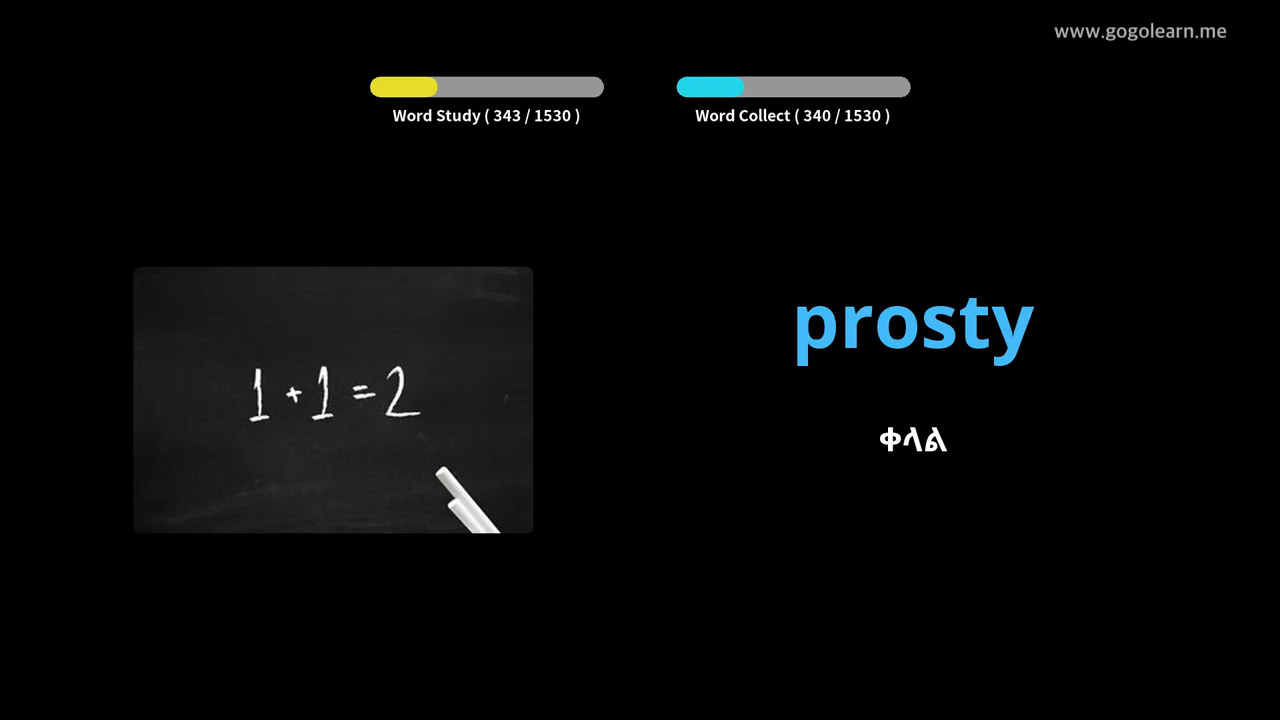 www.gogolearn.me
Word Study ( 343 / 1530 )
Word Collect ( 340 / 1530 )
1 + 1 = 2
prosty
ቀላል